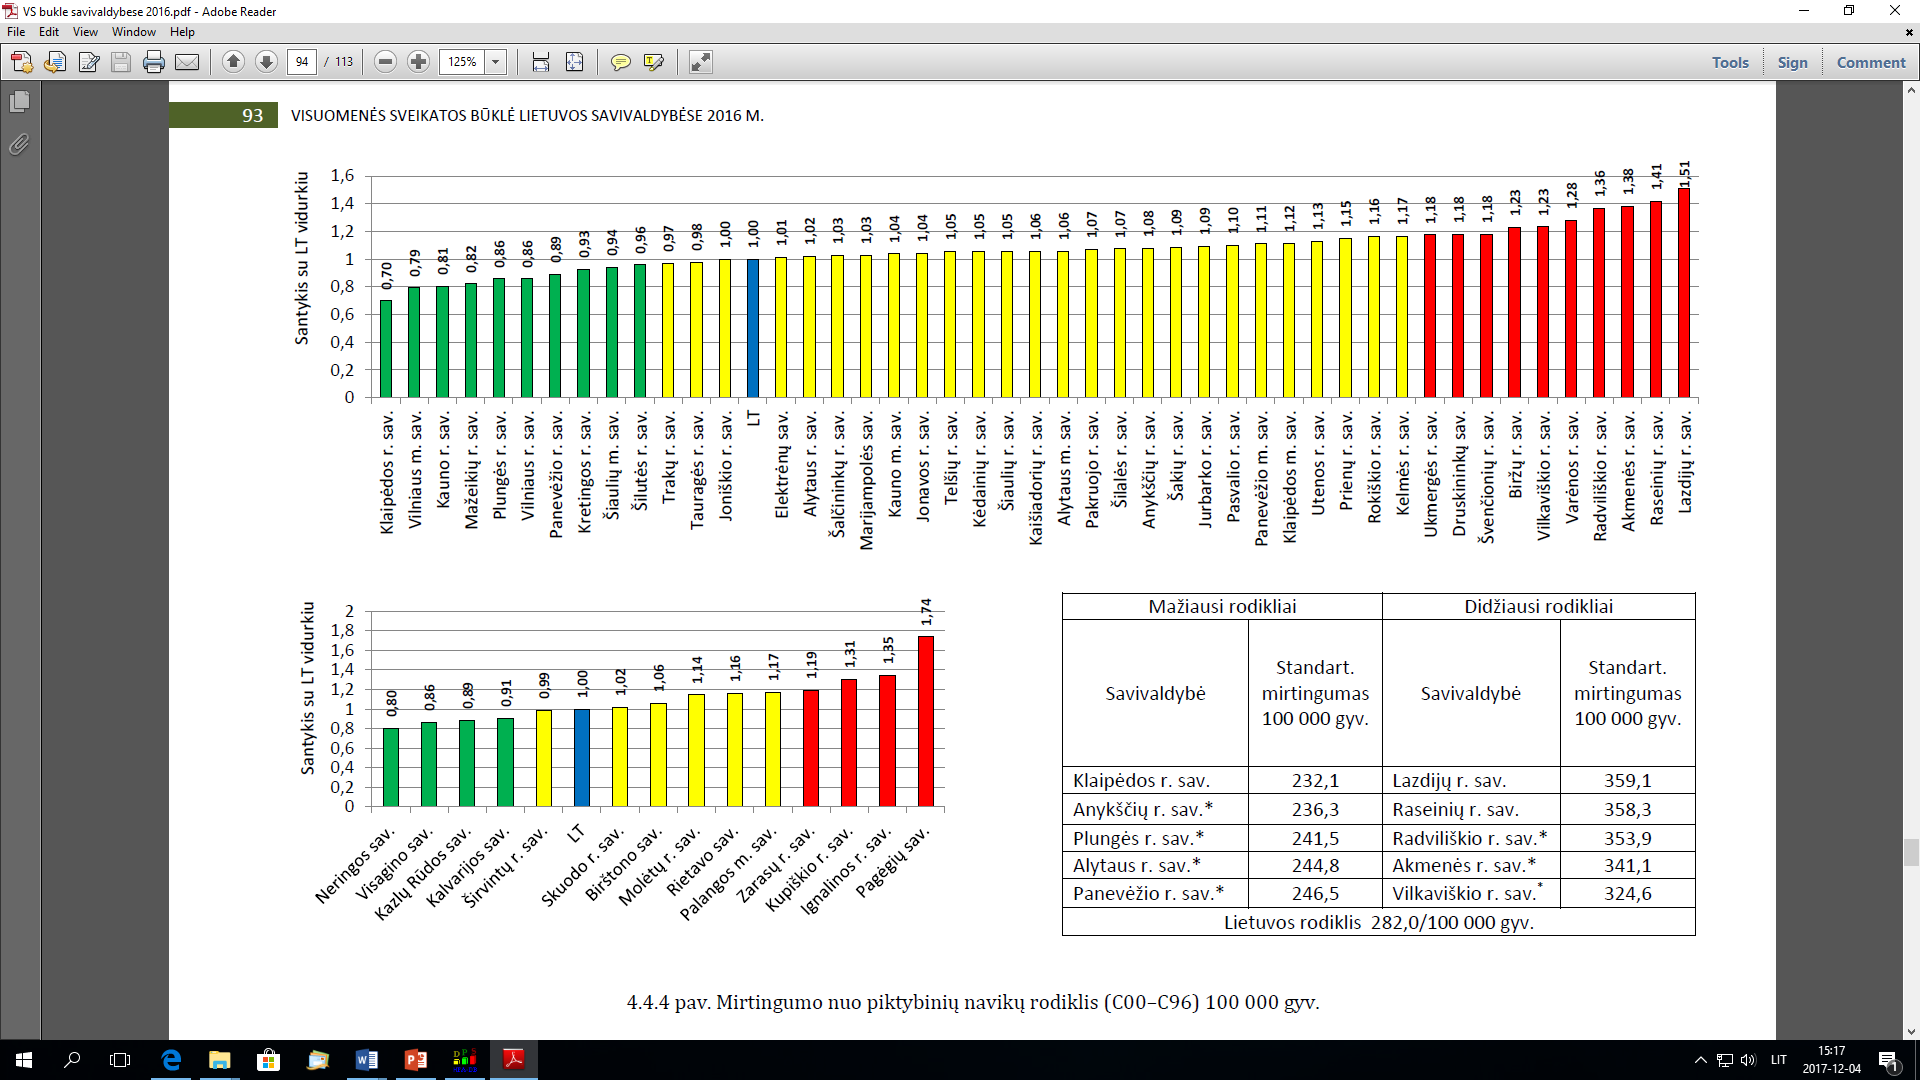 VS bukle savivaldybese 2016.pdf - Adobe Reader
File Edit View Window Help
94 / 113 125% Tools Sign Comment
93 VISUOMENĖS SVEIKATOS BŪKLĖ LIETUVOS SAVIVALDYBĖSE 2016 M.
Santykis su LT vidurkiu
1,6
1,4
1,2
1
0,8
0,6
0,4
0,2
0
0,70 0,79 0,81 0,82 0,86 0,86 0,89 0,93 0,94 0,96 0,97 0,98 1,00 1,00 1,01 1,02 1,03 1,03 1,04 1,04 1,05 1,05 1,05 1,06 1,06 1,07 1,07 1,08 1,09 1,09 1,10 1,11 1,12 1,13 1,15 1,16 1,17 1,18 1,18 1,18 1,23 1,23 1,28 1,36 1,38 1,41 1,51
Klaipėdos r. sav.
Vilniaus m. sav.
Kauno r. sav.
Mažeikių r. sav.
Plungės r. sav.
Vilniaus r. sav.
Panevėžio r. sav.
Kretingos r. sav.
Šiaulių m. sav.
Šilutės r. sav.
Trakų r. sav.
Tauragės r. sav.
Joniškio r. sav.
LT
Elektrėnų sav.
Alytaus r. sav.
Šalčininkų r. sav.
Marijampolės sav.
Kauno m. sav.
Jonavos r. sav.
Telšių r. sav.
Kėdainių r. sav.
Šiaulių r. sav.
Kaišiadorių r. sav.
Alytaus m. sav.
Pakruojo r. sav.
Šilalės r. sav.
Anykščių r. sav.
Šakių r. sav.
Jurbarko r. sav.
Pasvalio r. sav.
Panevėžio m. sav.
Klaipėdos m. sav.
Utenos r. sav.
Prienų r. sav.
Rokiškio r. sav.
Kelmės r. sav.
Ukmergės r. sav.
Druskininkų sav.
Švenčionių r. sav.
Biržų r. sav.
Vilkaviškio r. sav.
Varėnos r. sav.
Radviliškio r. sav.
Akmenės r. sav.
Raseinių r. sav.
Lazdijų r. sav.
Santykis su LT vidurkiu
2
1,8
1,6
1,4
1,2
1
0,8
0,6
0,4
0,2
0
0,80 0,86 0,89 0,91 0,99 1,00 1,02 1,06 1,14 1,16 1,17 1,19 1,31 1,35 1,74
Neringos sav.
Visagino sav.
Kazlų Rūdos sav.
Kalvarijos sav.
Širvintų r. sav.
LT
Skuodo r. sav.
Birštono sav.
Molėtų r. sav.
Rietavo sav.
Palangos m. sav.
Zarasų r. sav.
Kupiškio r. sav.
Ignalinos r. sav.
Pagėgių sav.
Mažiausi rodikliai Didžiausi rodikliai
Savivaldybė Standart. mirtingumas 100 000 gyv. Savivaldybė Standart. mirtingumas 100 000 gyv.
Klaipėdos r. sav. 232,1 Lazdijų r. sav. 359,1
Anykščių r. sav.* 236,3 Raseinių r. sav. 358,3
Plungės r. sav.* 241,5 Radviliškio r. sav.* 353,9
Alytaus r. sav.* 244,8 Akmenės r. sav.* 341,1
Panevėžio r. sav.* 246,5 Vilkaviškio r. sav.* 324,6
Lietuvos rodiklis 282,0/100 000 gyv.
4.4.4 pav. Mirtingumo nuo piktybinių navikų rodiklis (C00–C96) 100 000 gyv.
LIT
15:17
2017-12-04
1